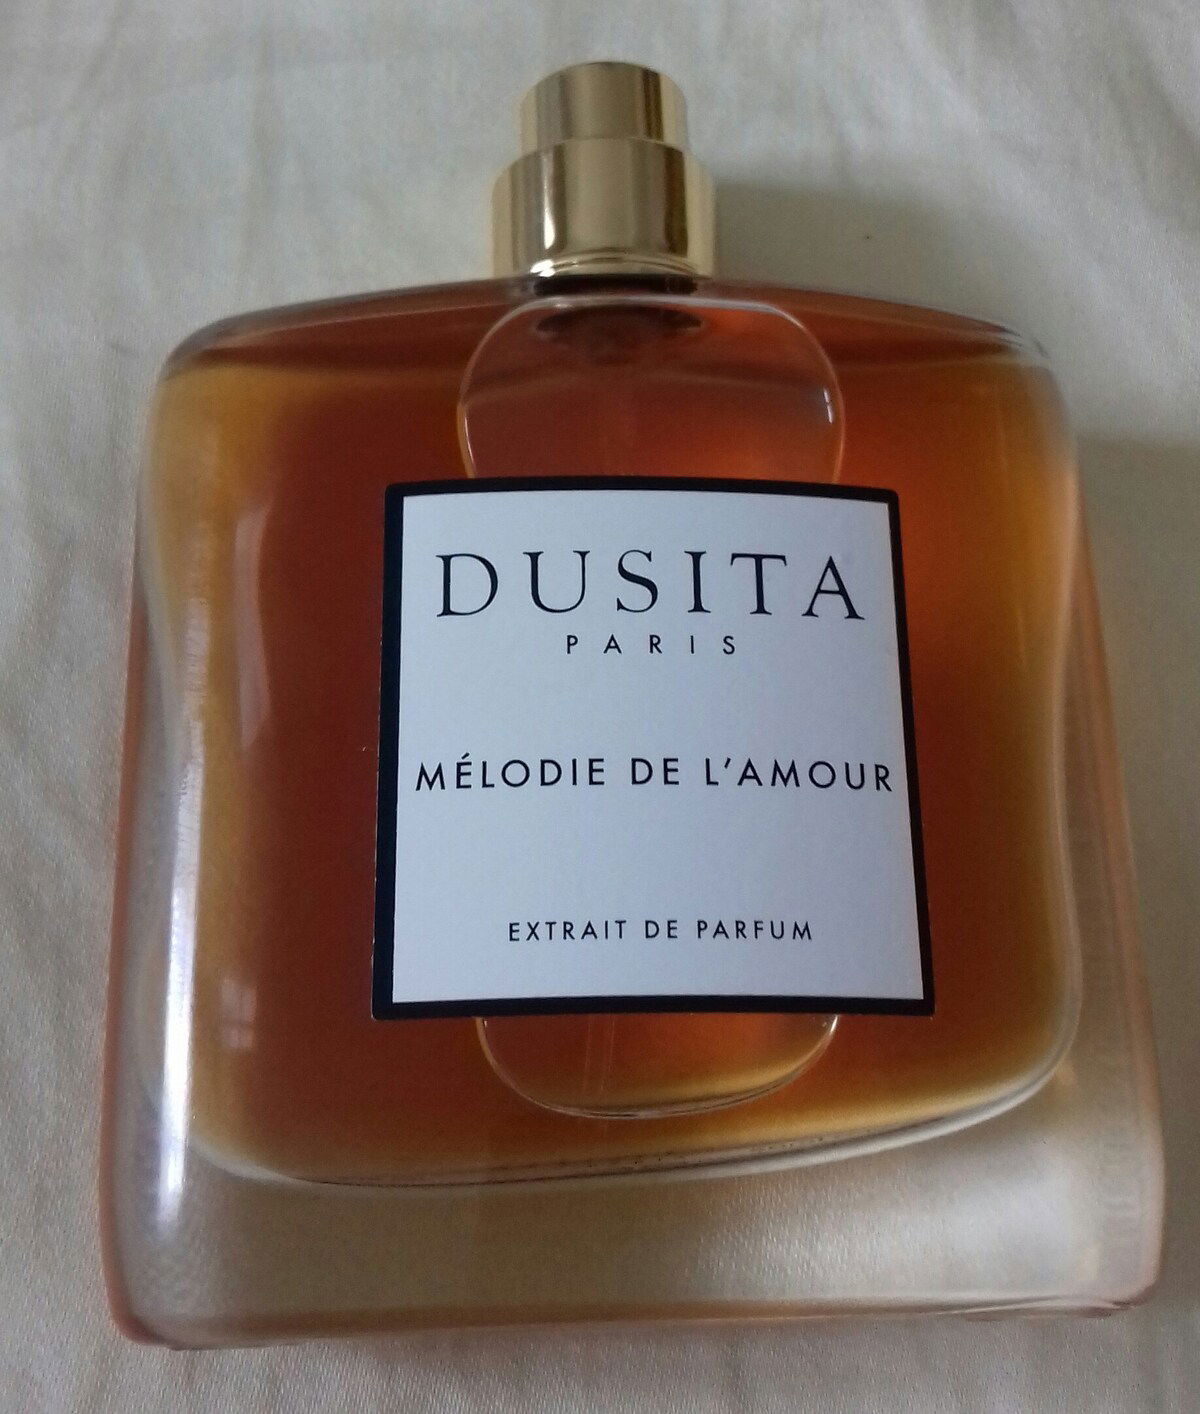 DUSITA
PARIS
MÉLODIE DE L'AMOUR
EXTRAIT DE PARFUM